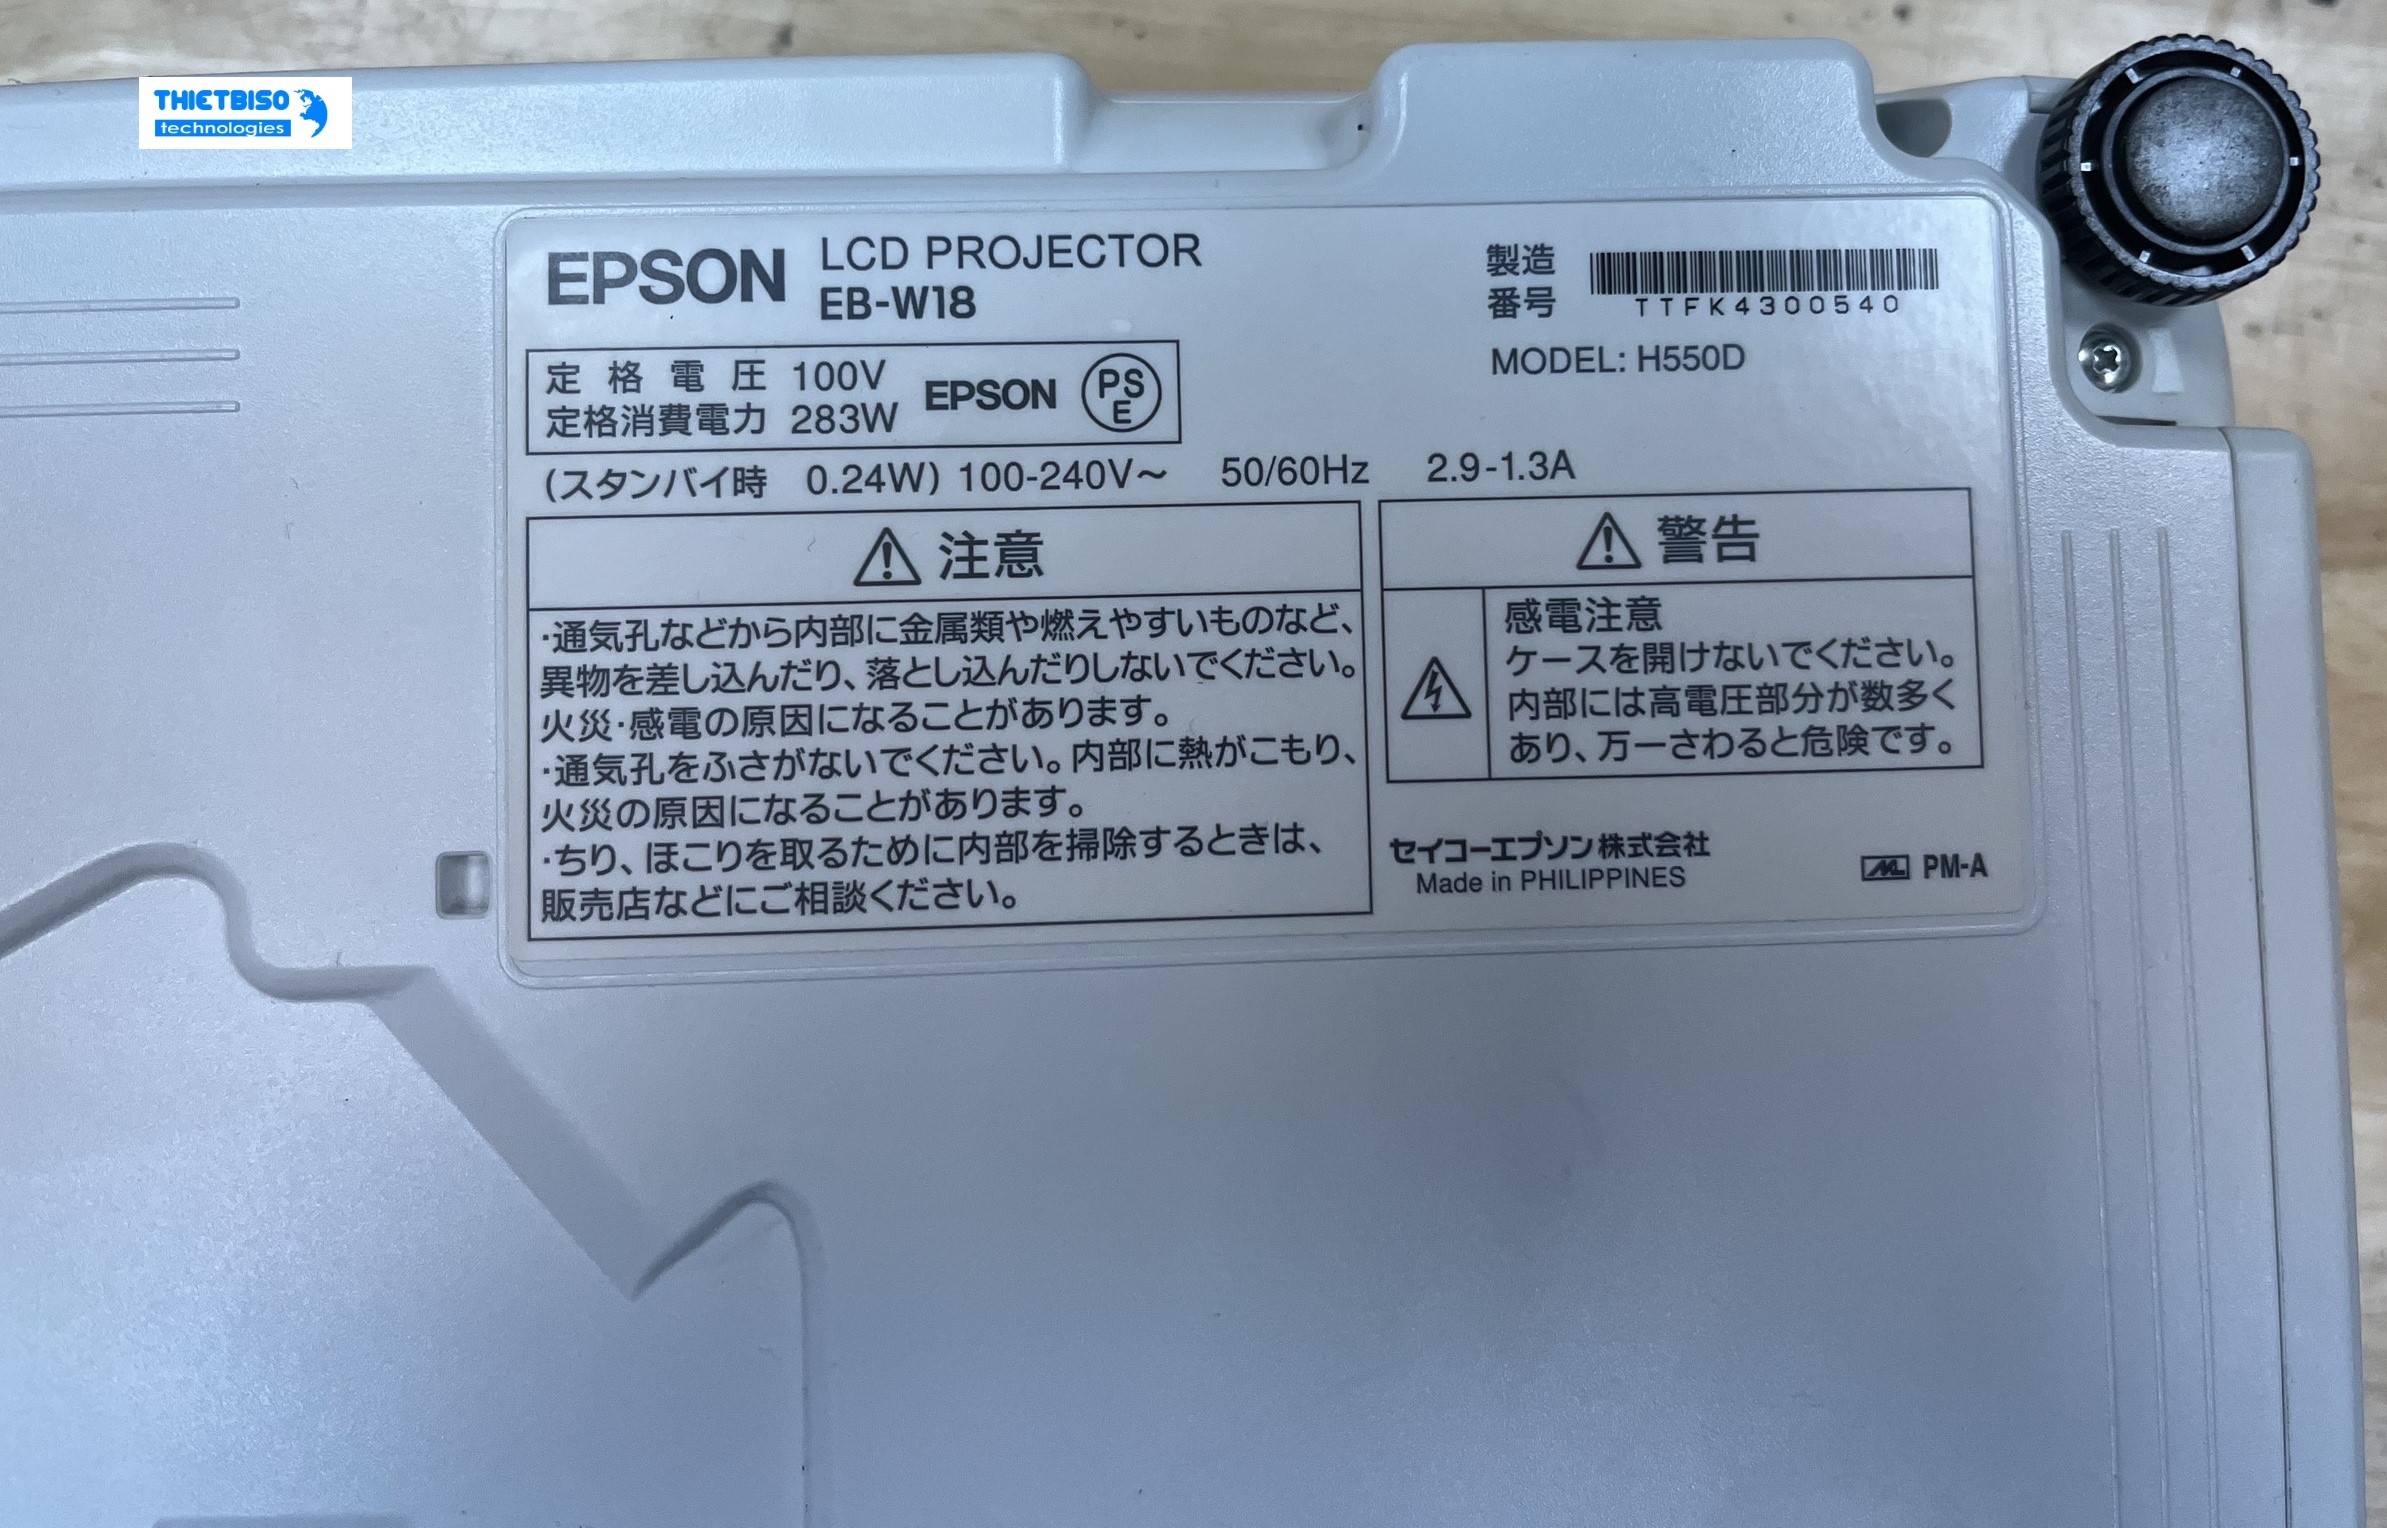 THIETBISO
technologies
EPSON LCD PROJECTOR
EB-W18
製造番号
TTFK4300540
MODEL: H550D
定格電圧 100V
定格消費電力 283W
EPSON
PS
E
(スタンバイ時 0.24W) 100-240V～ 50/60Hz 2.9-1.3A
注意
・通気孔などから内部に金属類や燃えやすいものなど、
異物を差し込んだり、落とし込んだりしないでください。
火災・感電の原因になることがあります。
・通気孔をふさがないでください。内部に熱がこもり、
火災の原因になることがあります。
・ちり、ほこりを取るために内部を掃除するときは、
販売店などにご相談ください。
警告
感電注意
ケースを開けないでください。
内部には高電圧部分が数多く
あり、万一さわると危険です。
セイコーエプソン株式会社
Made in PHILIPPINES
PM-A